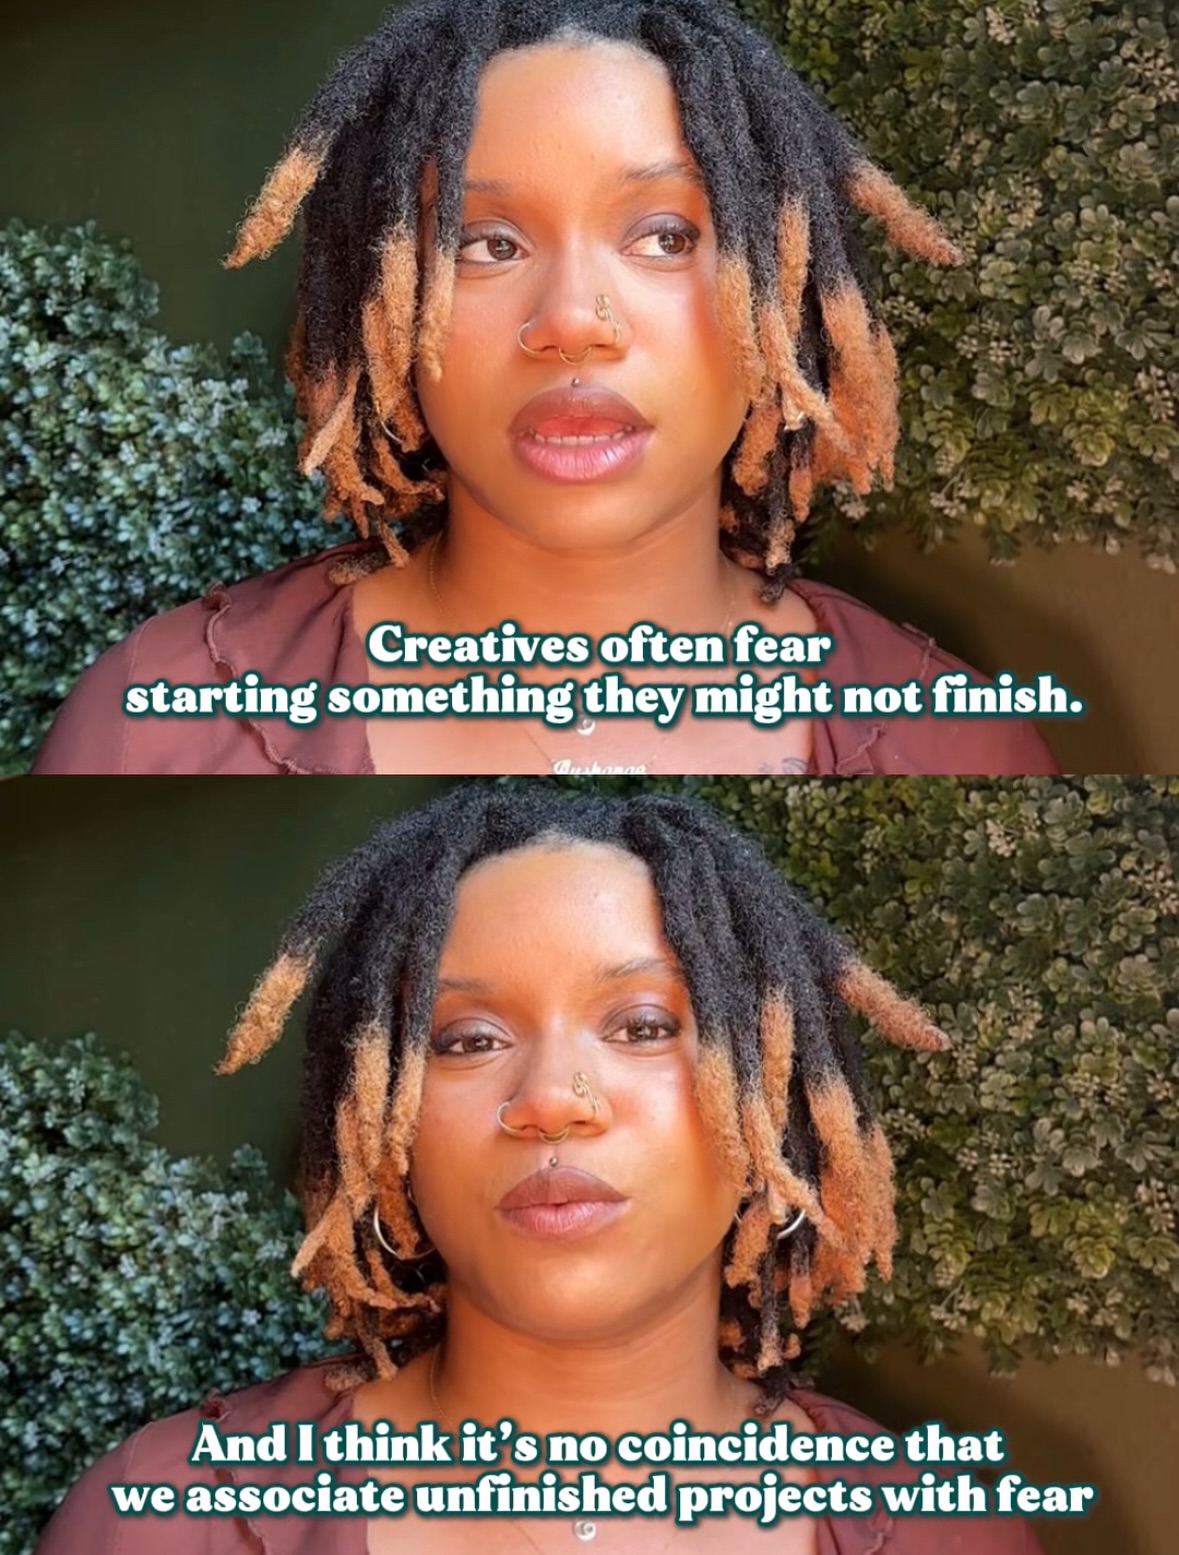 Creatives often fear
starting something they might not finish.
And I think it's no coincidence that
we associate unfinished projects with fear